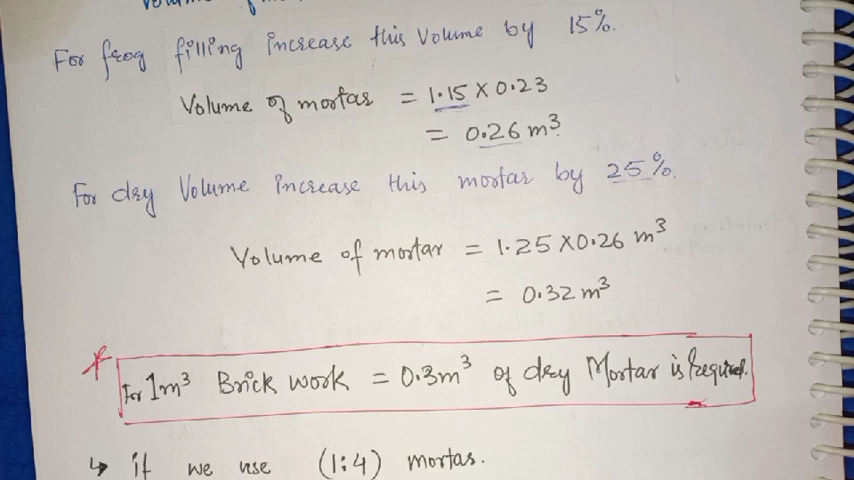 For frog filling increase this Volume by 15%.
Volume of mortar = 1.15 X 0.23
= 0.26 m³
For dry Volume increase this mortar by 25%.
Volume of mortar = 1.25 X 0.26 m³
= 0.32 m³
* For 1m³ Brick work = 0.3m³ of dry Mortar is Required.
↳ if we use (1:4) mortar.